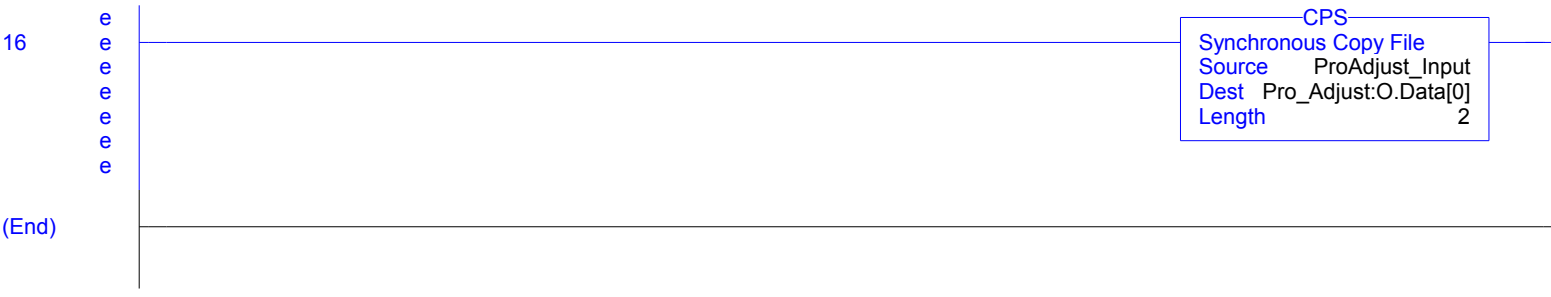 CPS
e
16 e Synchronous Copy File
e Source ProAdjust_Input
e Dest Pro_Adjust:O.Data[0]
e Length 2
e
e
(End)